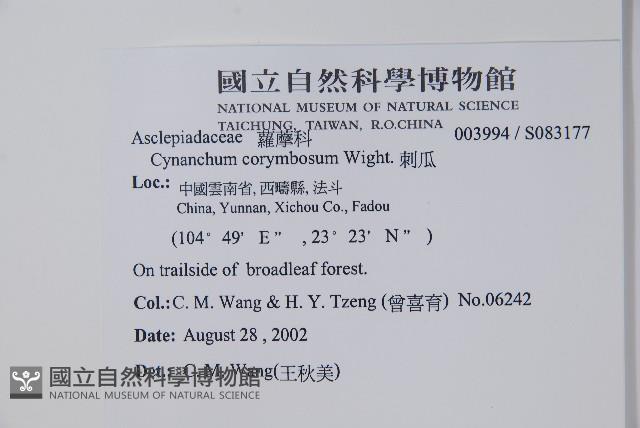 國立自然科學博物館
NATIONAL MUSEUM OF NATURAL SCIENCE
TAICHUNG, TAIWAN, R.O.CHINA
Asclepiadaceae 蘿藦科 003994 / S083177
Cynanchum corymbosum Wight. 刺瓜
Loc.: 中國雲南省, 西疇縣, 法斗
China, Yunnan, Xichou Co., Fadou
(104° 49' E” , 23° 23' N” )
On trailside of broadleaf forest.
Col.: C. M. Wang & H. Y. Tzeng (曾喜育) No.06242
Date: August 28 , 2002
Det.: C. M. Wang(王秋美)
國立自然科學博物館
NATIONAL MUSEUM OF NATURAL SCIENCE